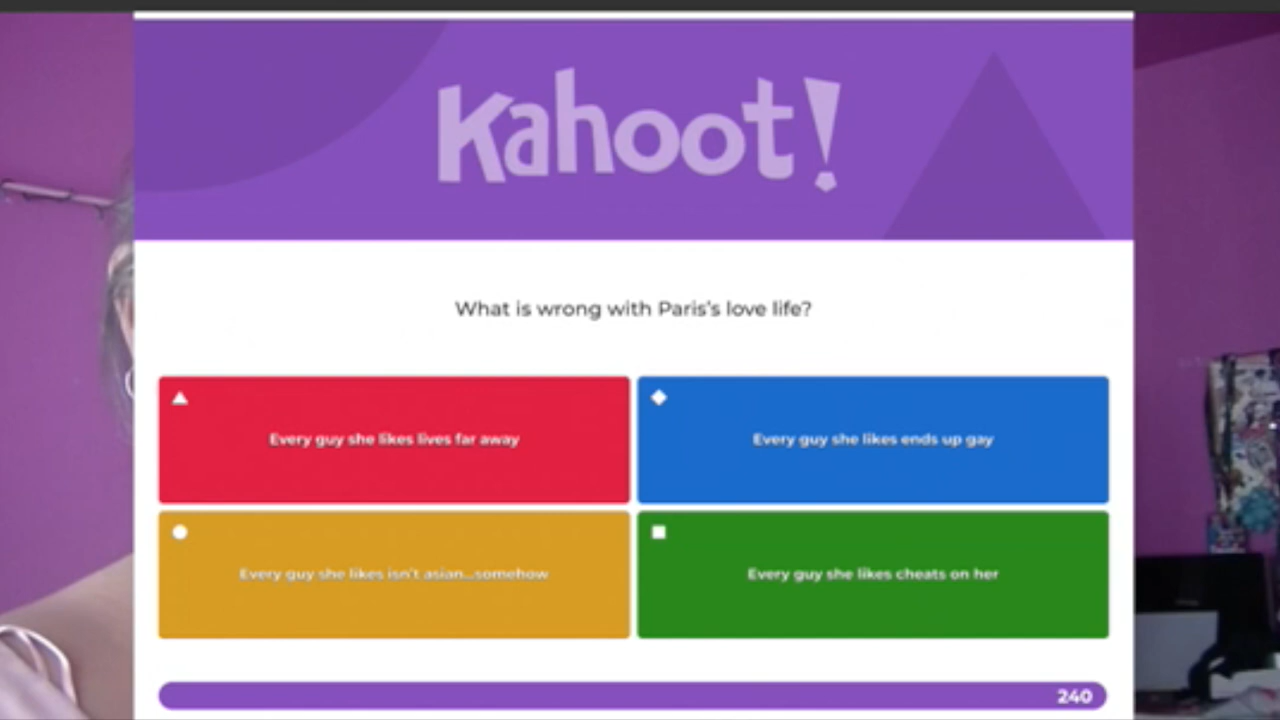 Kahoot!
What is wrong with Paris's love life?
Every guy she likes lives far away
Every guy she likes ends up gay
Every guy she likes isn't asian...somehow
Every guy she likes cheats on her
240